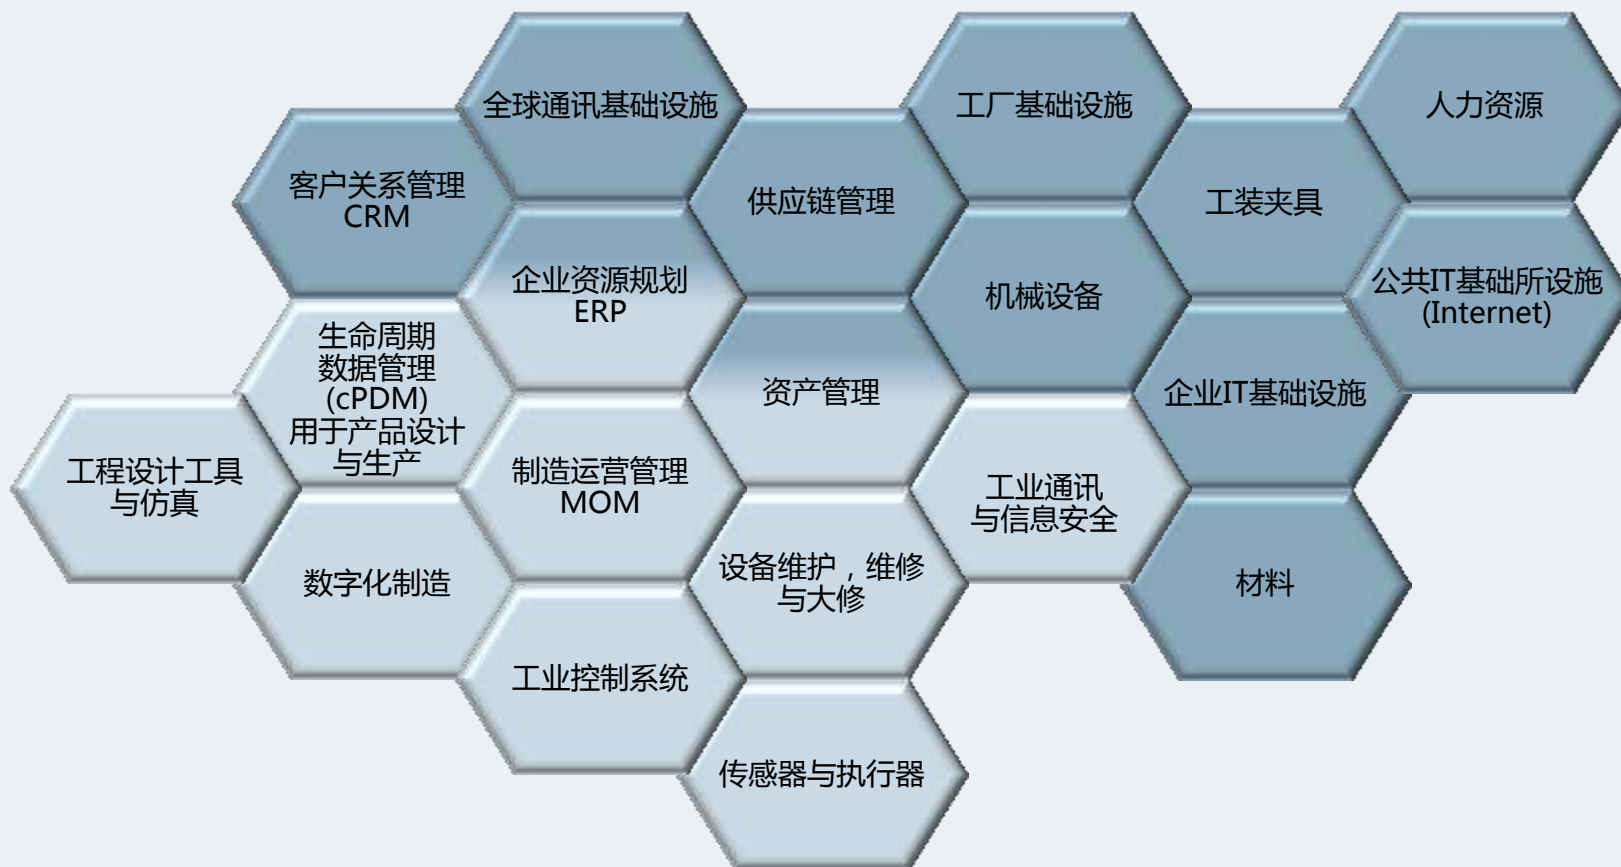 全球通讯基础设施
工厂基础设施
人力资源
客户关系管理
CRM
供应链管理
工装夹具
企业资源规划
ERP
机械设备
公共IT基础所设施
(Internet)
生命周期
数据管理
(cPDM)
用于产品设计
与生产
资产管理
企业IT基础设施
工程设计工具
与仿真
制造运营管理
MOM
工业通讯
与信息安全
数字化制造
设备维护，维修
与大修
材料
工业控制系统
传感器与执行器